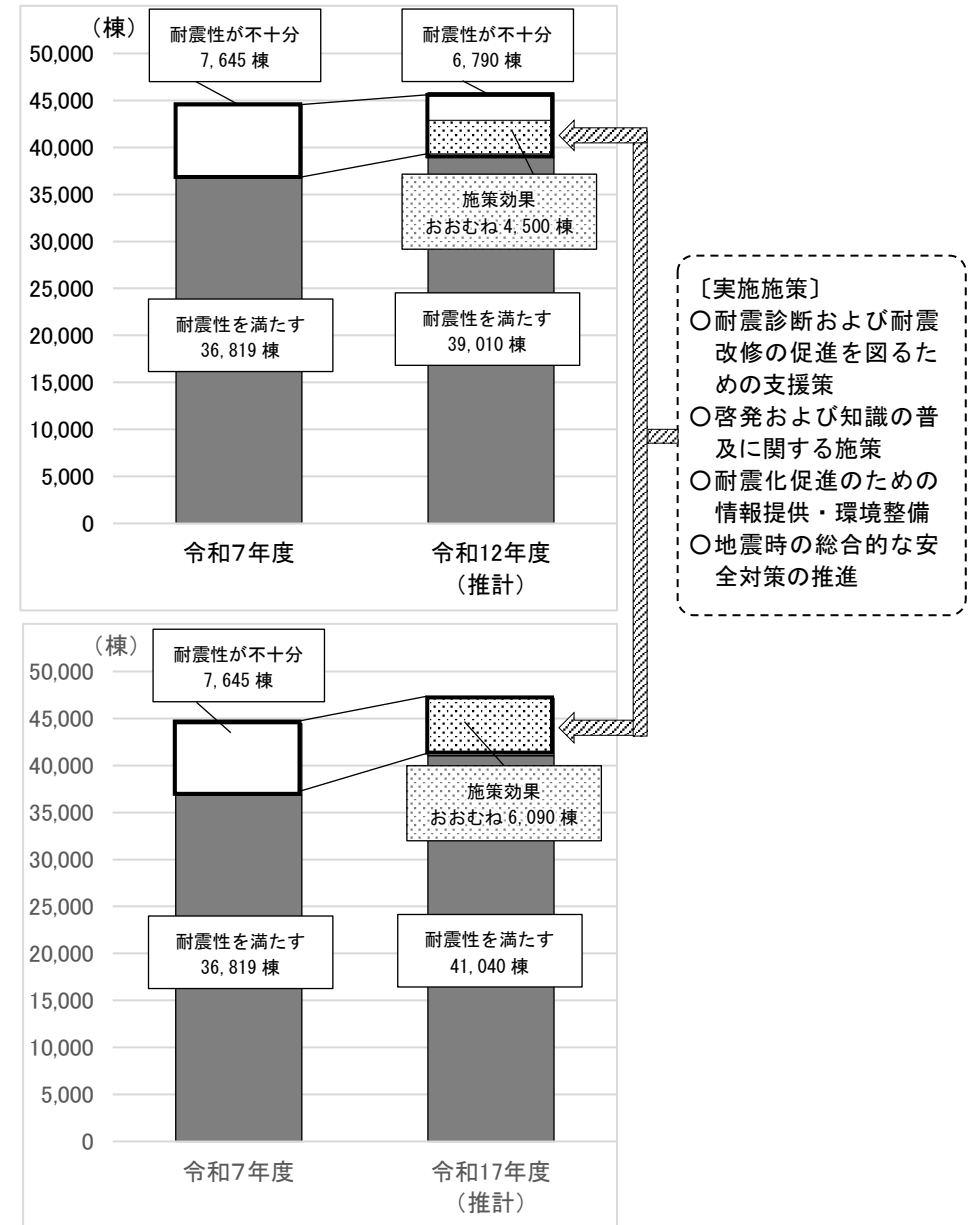 （棟）
50,000
45,000
40,000
35,000
30,000
25,000
20,000
15,000
10,000
5,000
0
耐震性が不十分
7,645 棟
耐震性が不十分
6,790 棟
施策効果
おおむね 4,500 棟
耐震性を満たす
36,819 棟
耐震性を満たす
39,010 棟
令和7年度
令和12年度
（推計）
〔実施施策〕
○耐震診断および耐震
改修の促進を図るた
めの支援策
○啓発および知識の普
及に関する施策
○耐震化促進のための
情報提供・環境整備
○地震時の総合的な安
全対策の推進
（棟）
50,000
45,000
40,000
35,000
30,000
25,000
20,000
15,000
10,000
5,000
0
耐震性が不十分
7,645 棟
施策効果
おおむね 6,090 棟
耐震性を満たす
36,819 棟
耐震性を満たす
41,040 棟
令和7年度
令和17年度
（推計）